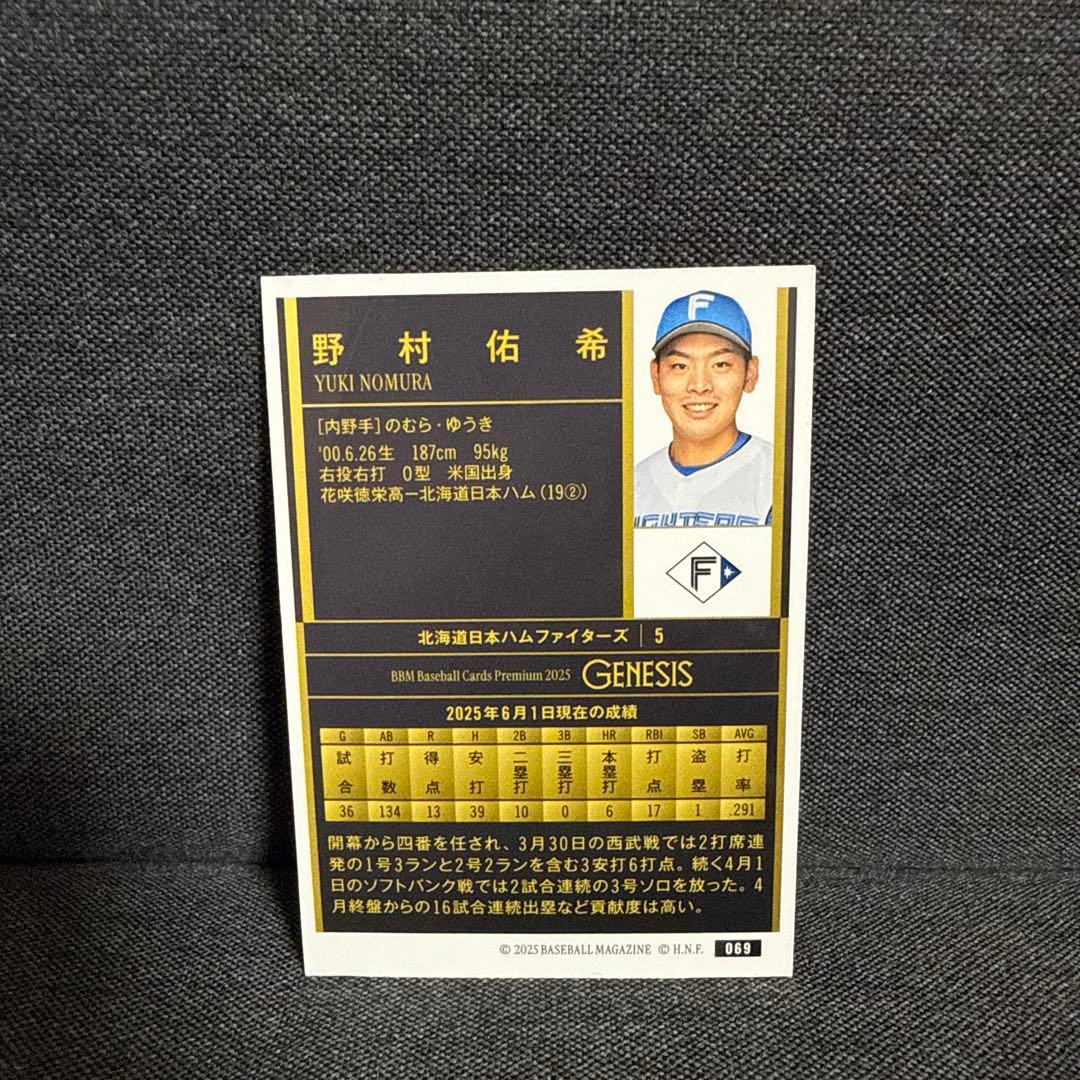 野村佑希
YUKI NOMURA
[内野手]のむら・ゆうき
'00.6.26生 187cm 95kg
右投右打 O型 米国出身
花咲徳栄高ー北海道日本ハム(19②)
F
FIGHTERS
F
北海道日本ハムファイターズ | 5
BBM Baseball Cards Premium 2025 GENESIS
2025年6月1日現在の成績
G AB R H 2B 3B HR RBI SB AVG
試合 打数 得点 安打 二塁打 三塁打 本塁打 打点 盗塁 打率
36 134 13 39 10 0 6 17 1 .291
開幕から四番を任され、3月30日の西武戦では2打席連
発の1号3ランと2号2ランを含む3安打6打点。続く4月1
日のソフトバンク戦では2試合連続の3号ソロを放った。4
月終盤からの16試合連続出塁など貢献度は高い。
© 2025 BASEBALL MAGAZINE © H.N.F. 069